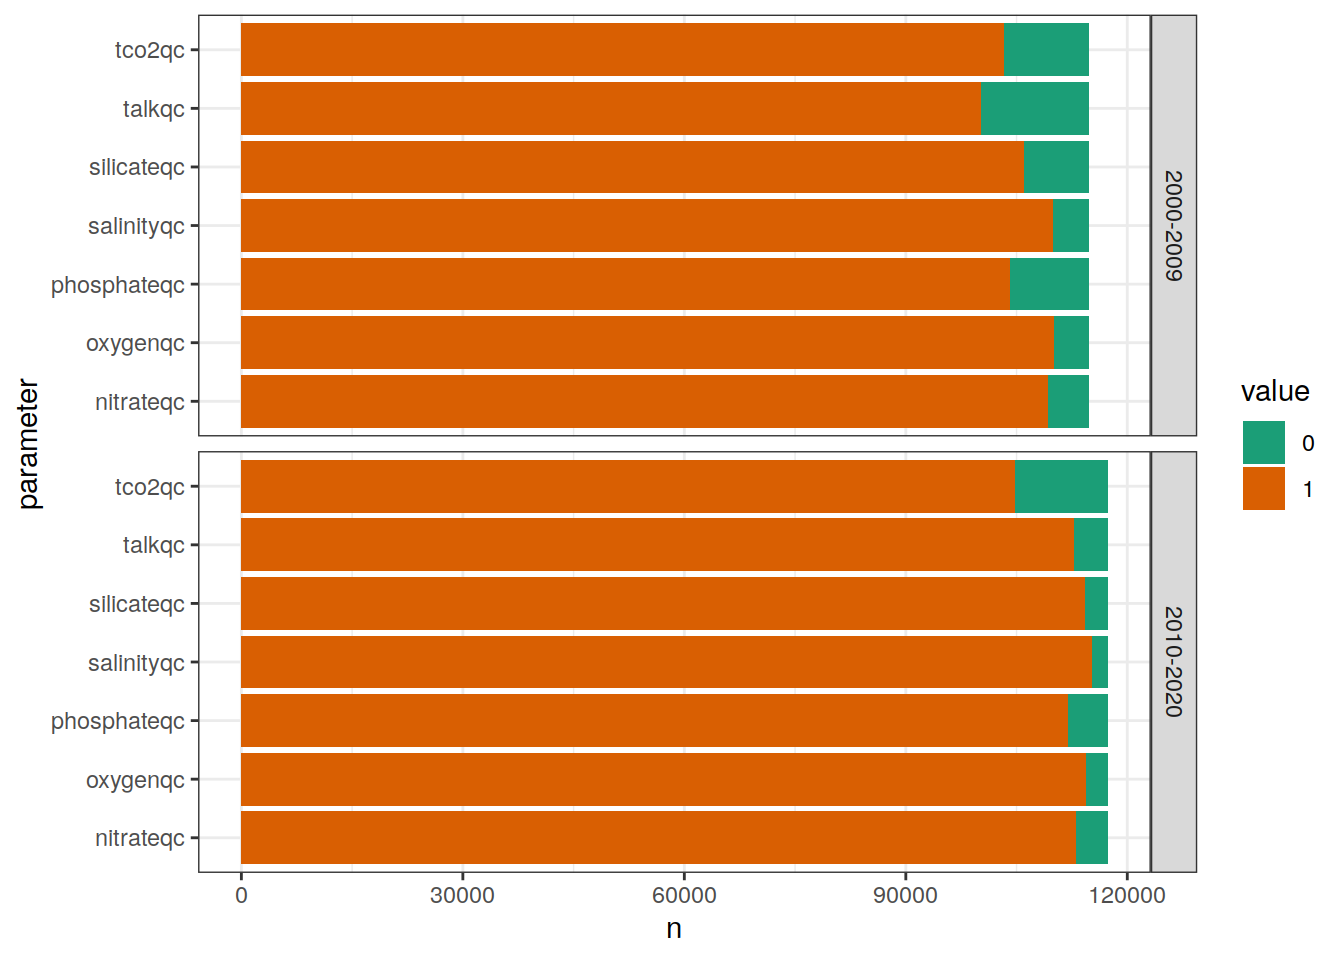 parameter
tco2qc
talkqc
silicateqc
salinityqc
phosphateqc
oxygenqc
nitrateqc
2000-2009
tco2qc
talkqc
silicateqc
salinityqc
phosphateqc
oxygenqc
nitrateqc
2010-2020
0 30000 60000 90000 120000
n
value
0
1